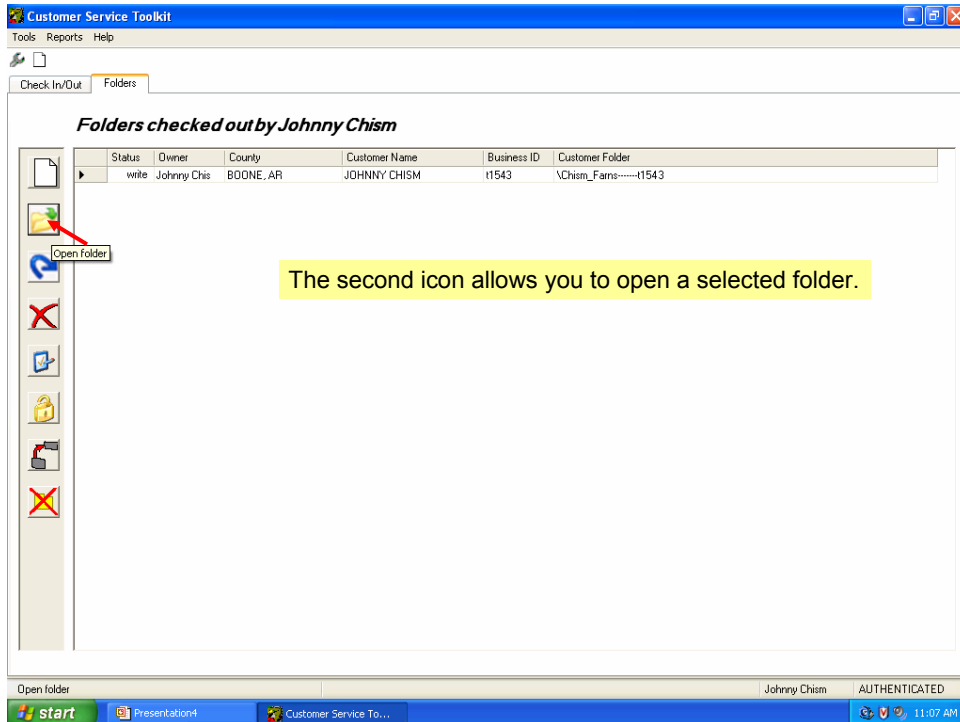 Customer Service Toolkit
Tools Reports Help
Check In/Out Folders
Folders checked out by Johnny Chism
Status Owner County Customer Name Business ID Customer Folder
write Johnny Chis BOONE, AR JOHNNY CHISM t1543 \Chism_Farns-------t1543
Open folder
The second icon allows you to open a selected folder.
Open folder Johnny Chism AUTHENTICATED
start Presentation4 Customer Service To... 11:07 AM